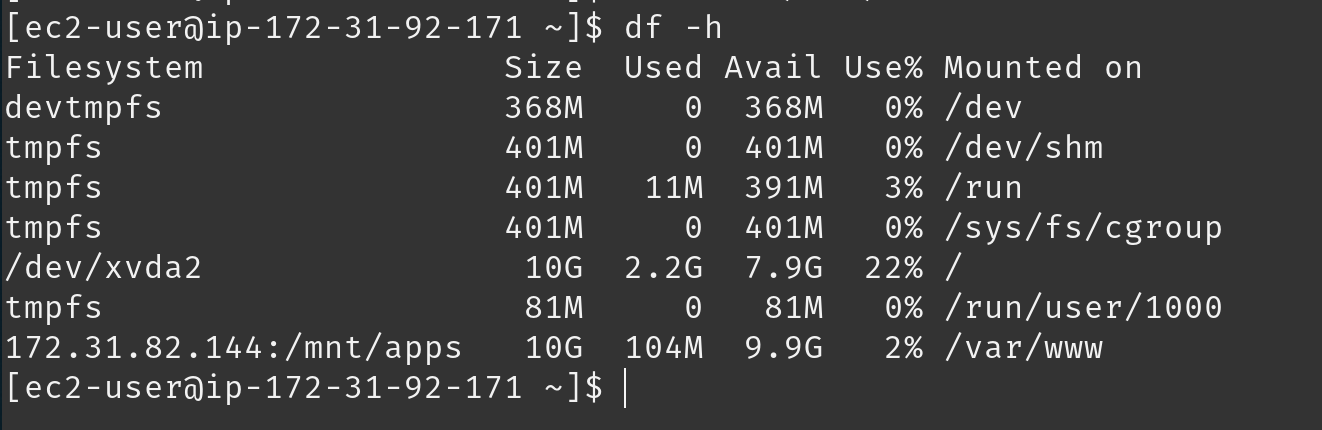 [ec2-user@ip-172-31-92-171 ~]$ df -h
Filesystem               Size  Used Avail Use% Mounted on
devtmpfs                 368M     0  368M   0% /dev
tmpfs                    401M     0  401M   0% /dev/shm
tmpfs                    401M   11M  391M   3% /run
tmpfs                    401M     0  401M   0% /sys/fs/cgroup
/dev/xvda2                10G  2.2G  7.9G  22% /
tmpfs                     81M     0   81M   0% /run/user/1000
172.31.82.144:/mnt/apps   10G  104M  9.9G   2% /var/www
[ec2-user@ip-172-31-92-171 ~]$